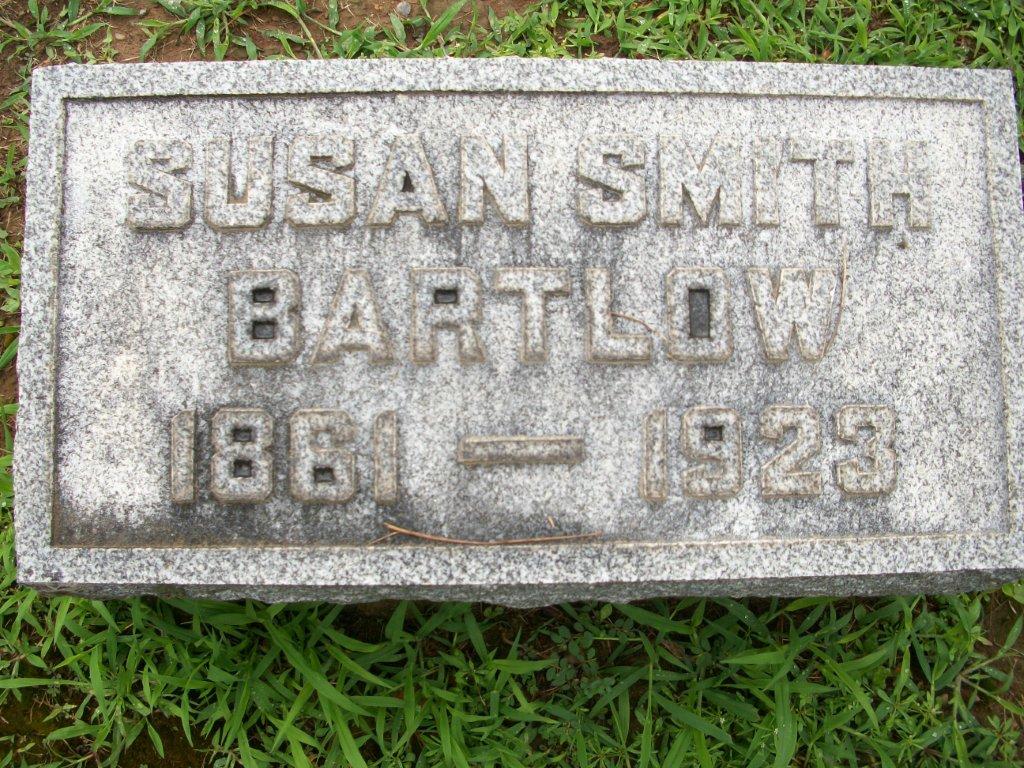 SUSAN SMITH
BARTLOW
1861 — 1923